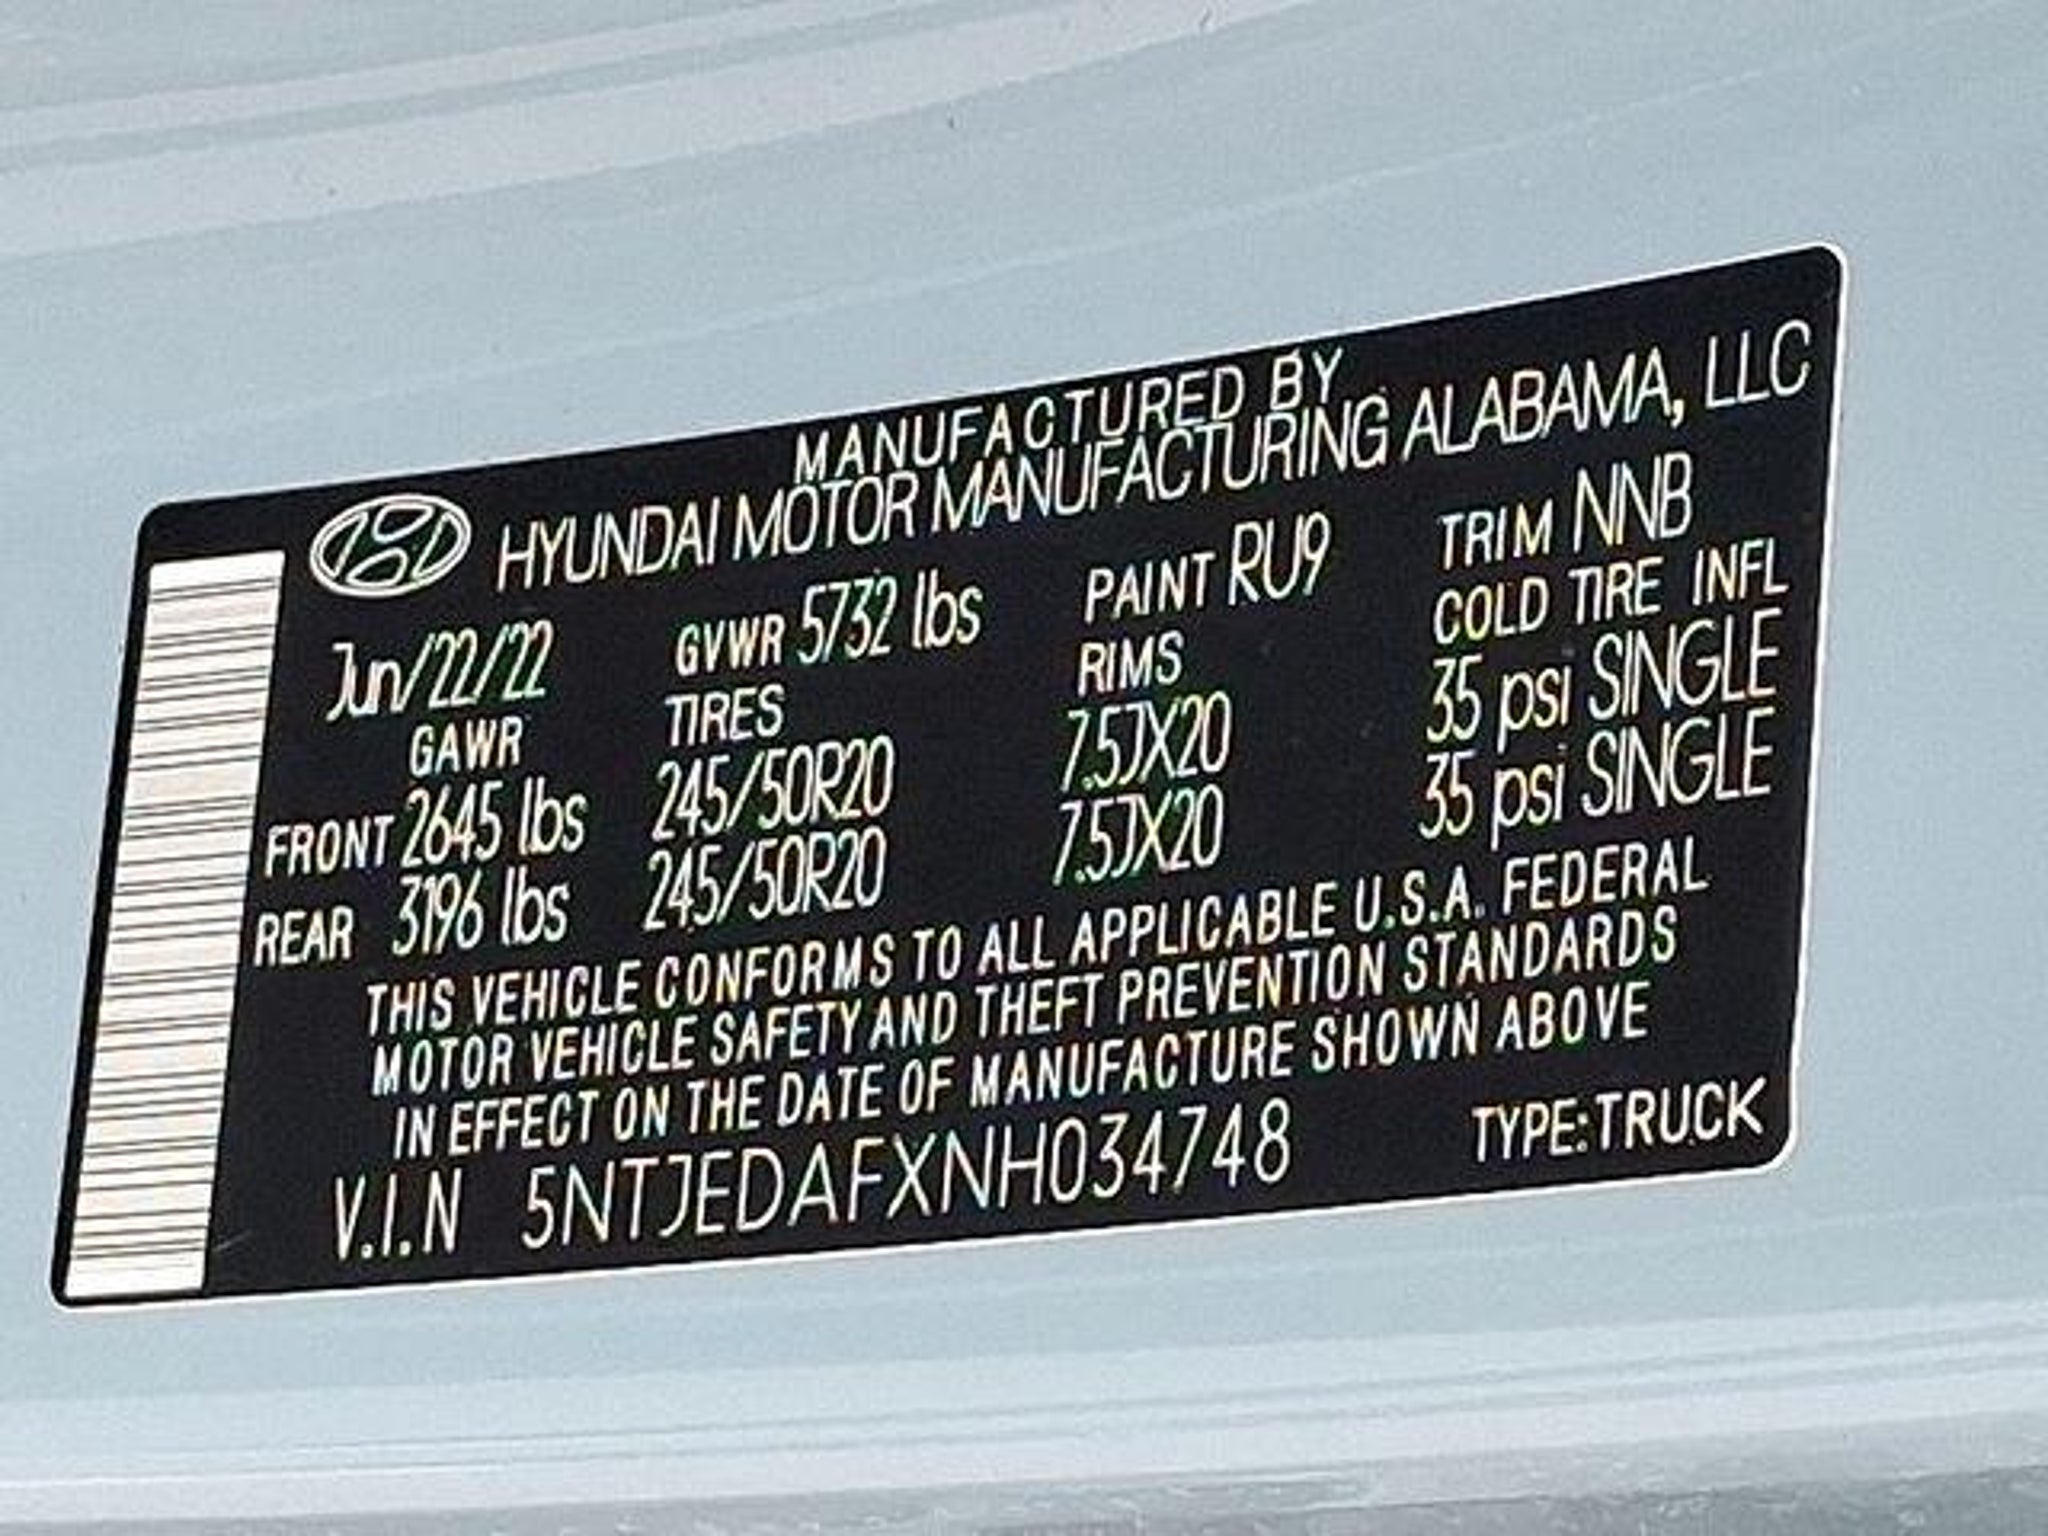 MANUFACTURED BY
HYUNDAI MOTOR MANUFACTURING ALABAMA, LLC
Jun/22/22 GVWR 5732 lbs PAINT RU9 TRIM NNB
GAWR TIRES RIMS COLD TIRE INFL
FRONT 2645 lbs 245/50R20 7.5JX20 35 psi SINGLE
REAR 3196 lbs 245/50R20 7.5JX20 35 psi SINGLE
THIS VEHICLE CONFORMS TO ALL APPLICABLE U.S.A. FEDERAL
MOTOR VEHICLE SAFETY AND THEFT PREVENTION STANDARDS
IN EFFECT ON THE DATE OF MANUFACTURE SHOWN ABOVE
V.I.N 5NTJEDAFXNH034748 TYPE:TRUCK